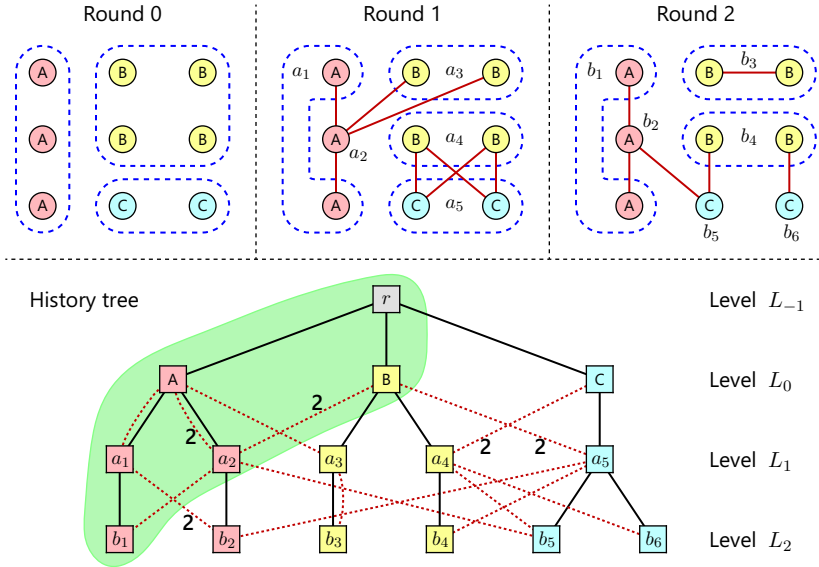 Round 0 Round 1 Round 2
A B B a₁ A B a₃ B b₁ A B b₃ B
A B B A a₂ B a₄ B A b₂ B b₄ B
A C C A C a₅ C A C C
b₅ b₆
History tree r Level L₋₁
A B C Level L₀
2
2 2 2
a₁ a₂ a₃ a₄ a₅ Level L₁
2
b₁ b₂ b₃ b₄ b₅ b₆ Level L₂